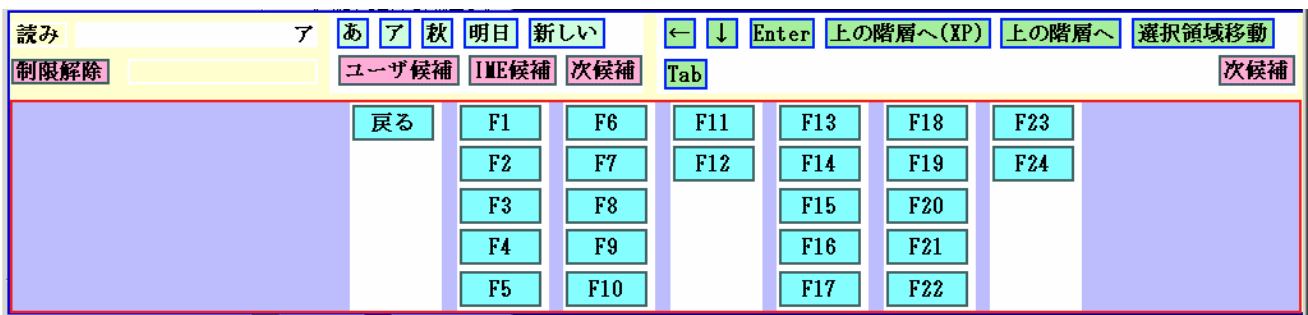 読み ア あ ア 秋 明日 新しい ← ↓ Enter 上の階層へ(XP) 上の階層へ 選択領域移動
制限解除 ユーザ候補 IME候補 次候補 Tab 次候補
戻る F1 F6 F11 F13 F18 F23
F2 F7 F12 F14 F19 F24
F3 F8 F15 F20
F4 F9 F16 F21
F5 F10 F17 F22